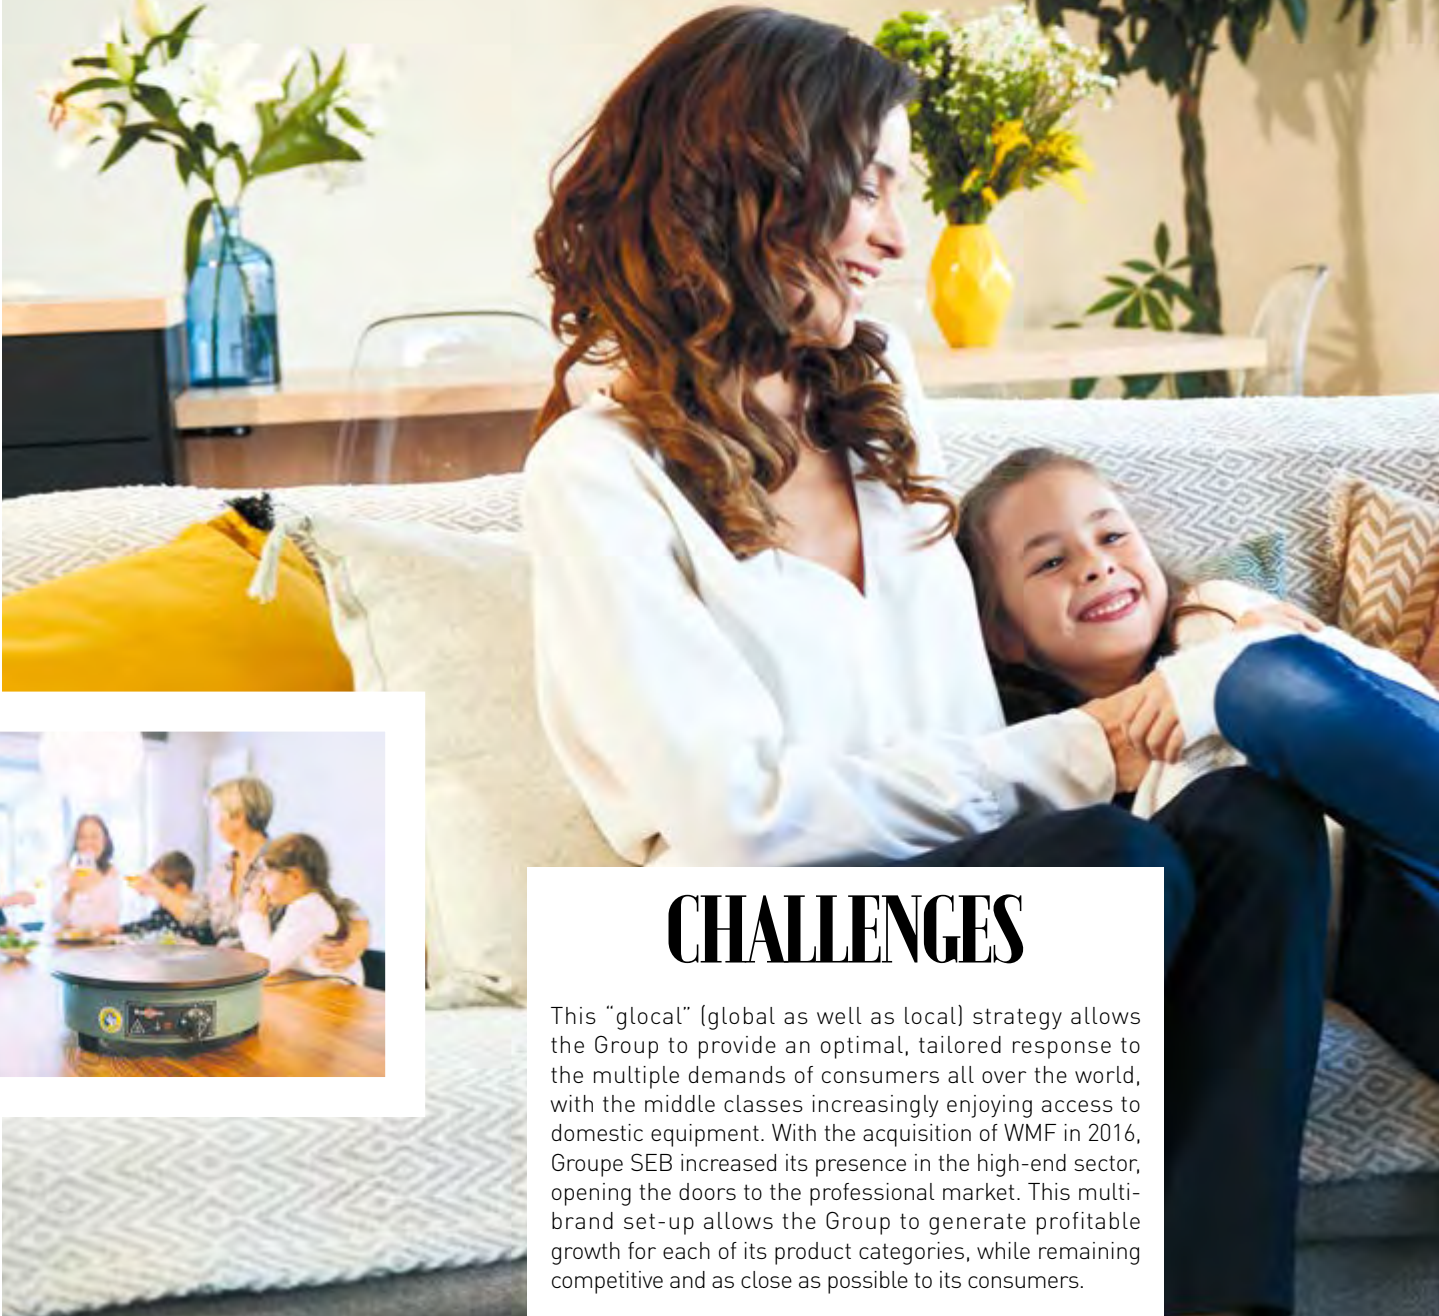 CHALLENGES
This “glocal” (global as well as local) strategy allows
the Group to provide an optimal, tailored response to
the multiple demands of consumers all over the world,
with the middle classes increasingly enjoying access to
domestic equipment. With the acquisition of WMF in 2016,
Groupe SEB increased its presence in the high-end sector,
opening the doors to the professional market. This multi-
brand set-up allows the Group to generate profitable
growth for each of its product categories, while remaining
competitive and as close as possible to its consumers.